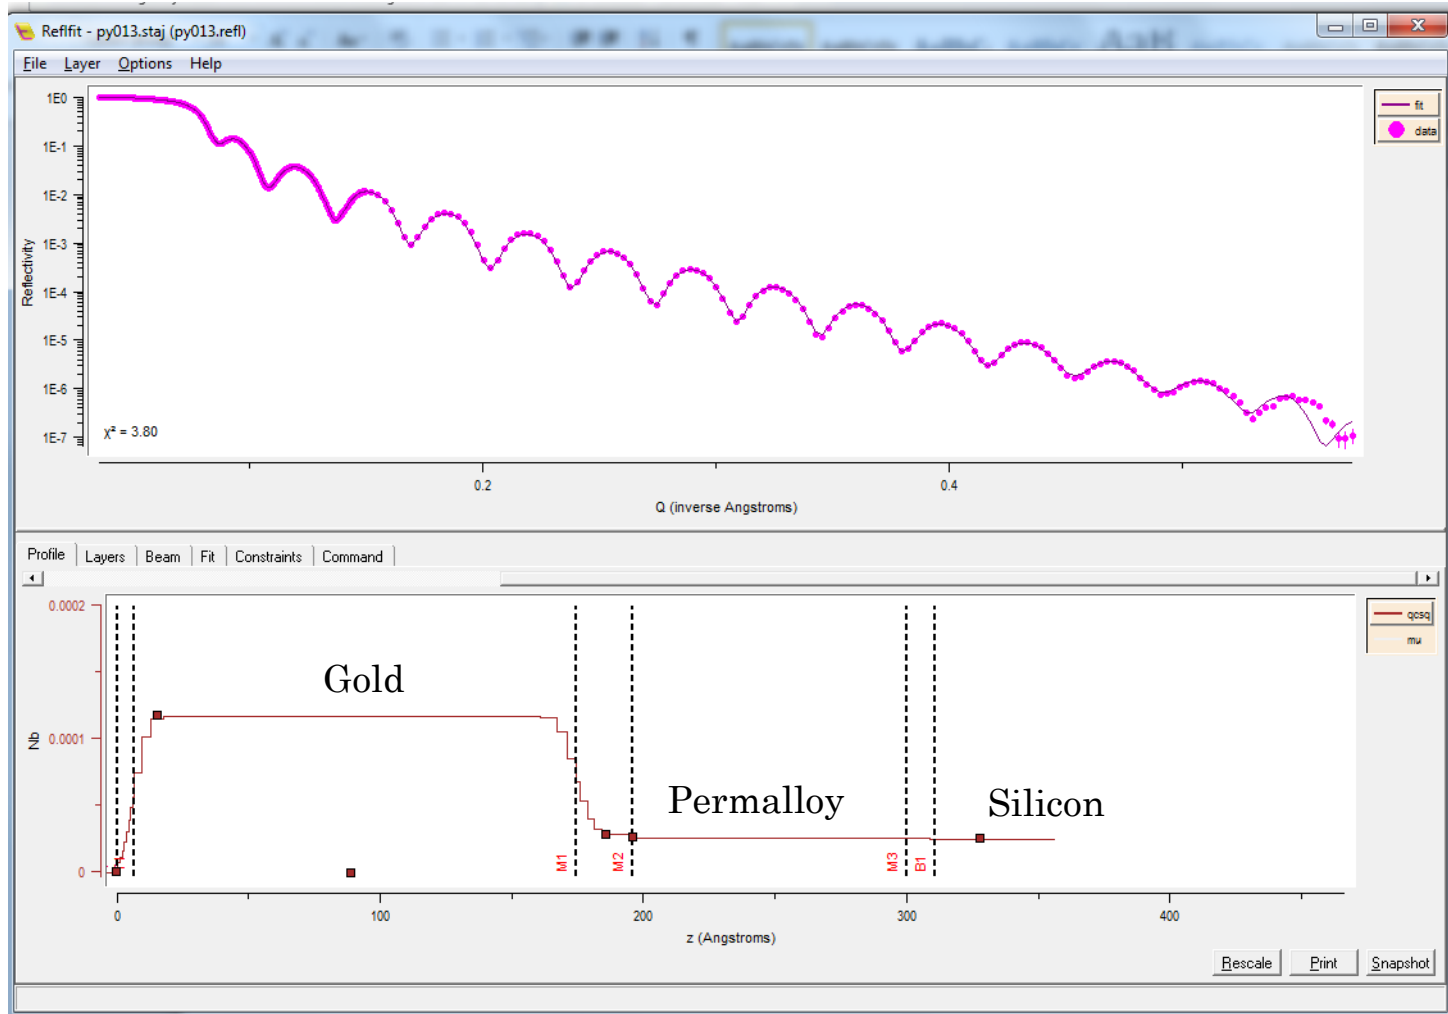 Reflfit - py013.staj (py013.refl)
File Layer Options Help
1E0
1E-1
1E-2
1E-3
1E-4
1E-5
1E-6
1E-7
Reflectivity
χ² = 3.80
fit
data
0.2 0.4
Q (inverse Angstroms)
Profile Layers Beam Fit Constraints Command
0.0002
0.0001
0
Nb
Gold
Permalloy
Silicon
M1
M2
M3
B1
qcsq
mu
0 100 200 300 400
z (Angstroms)
Rescale Print Snapshot